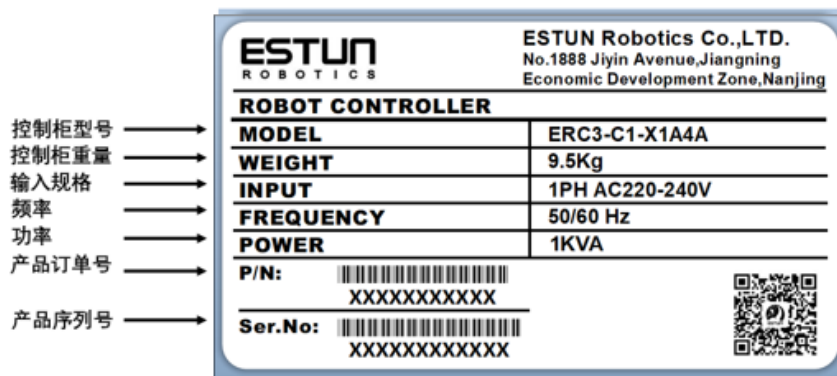 ESTUN
ROBOTICS
ESTUN Robotics Co.,LTD.
No.1888 Jiyin Avenue,Jiangning
Economic Development Zone,Nanjing
ROBOT CONTROLLER
控制柜型号 MODEL ERC3-C1-X1A4A
控制柜重量 WEIGHT 9.5Kg
输入规格 INPUT 1PH AC220-240V
频率 FREQUENCY 50/60 Hz
功率 POWER 1KVA
产品订单号 P/N:
XXXXXXXXXXX
产品序列号 Ser.No:
XXXXXXXXXXXX